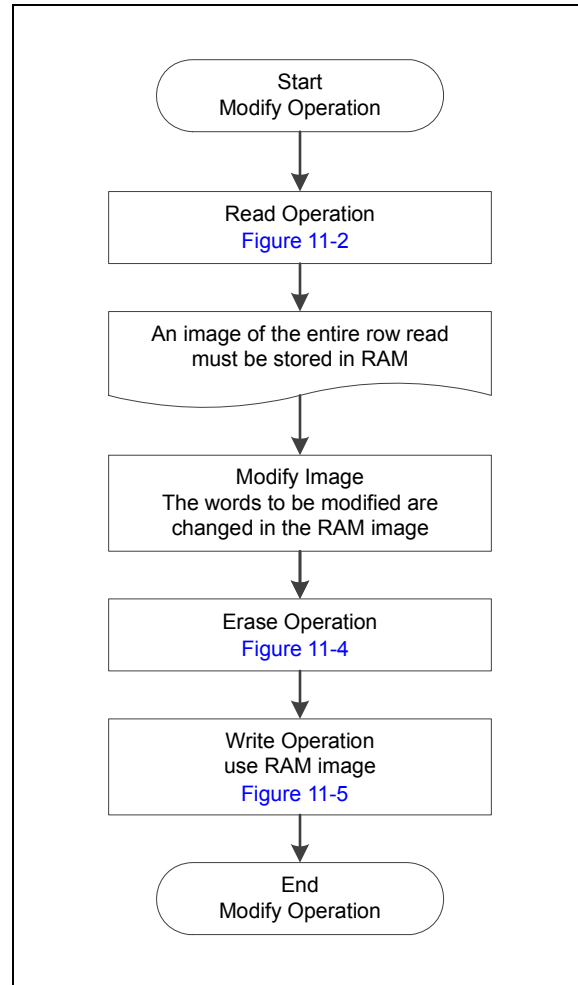 Start
Modify Operation
Read Operation
Figure 11-2
An image of the entire row read
must be stored in RAM
Modify Image
The words to be modified are
changed in the RAM image
Erase Operation
Figure 11-4
Write Operation
use RAM image
Figure 11-5
End
Modify Operation